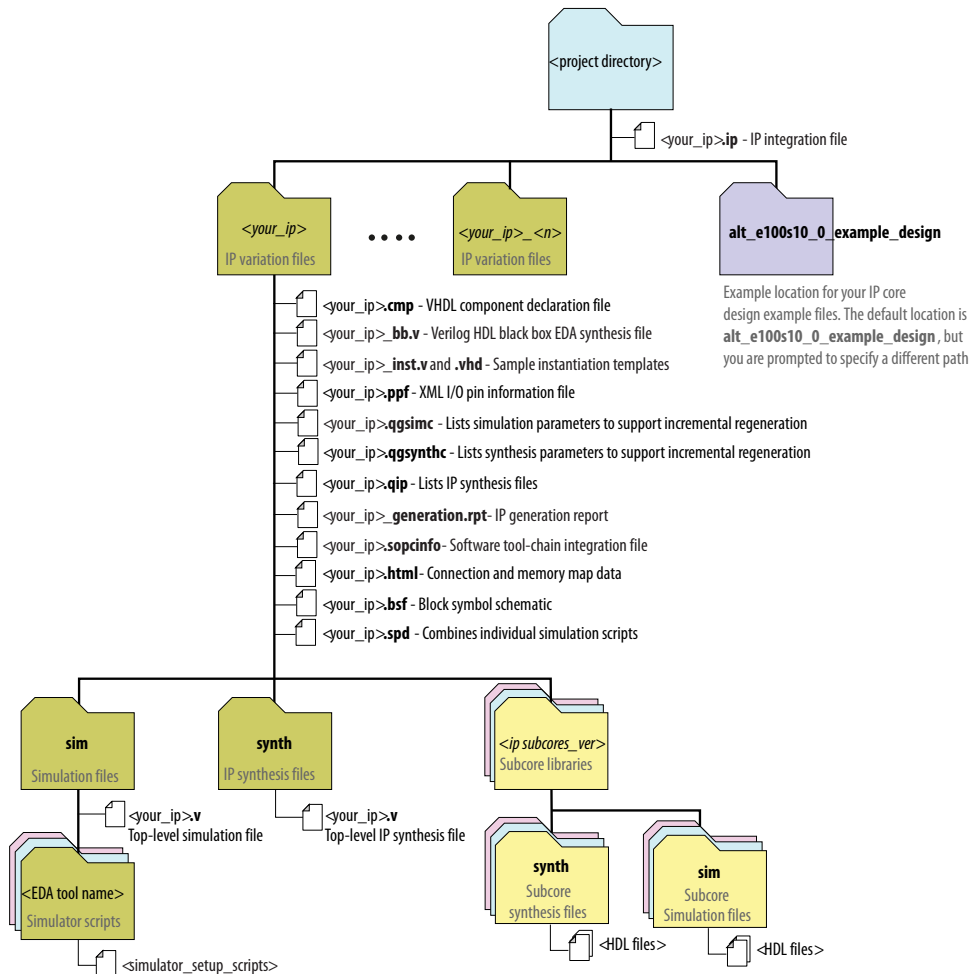 <project directory>
<your_ip>.ip - IP integration file
<your_ip>
IP variation files
<your_ip>_<n>
IP variation files
alt_e100s10_0_example_design
Example location for your IP core
design example files. The default location is
alt_e100s10_0_example_design , but
you are prompted to specify a different path
<your_ip>.cmp - VHDL component declaration file
<your_ip>_bb.v - Verilog HDL black box EDA synthesis file
<your_ip>_inst.v and .vhd - Sample instantiation templates
<your_ip>.ppf - XML I/O pin information file
<your_ip>.qgsimc - Lists simulation parameters to support incremental regeneration
<your_ip>.qgsynthc - Lists synthesis parameters to support incremental regeneration
<your_ip>.qip - Lists IP synthesis files
<your_ip>_generation.rpt- IP generation report
<your_ip>.sopcinfo- Software tool-chain integration file
<your_ip>.html- Connection and memory map data
<your_ip>.bsf - Block symbol schematic
<your_ip>.spd - Combines individual simulation scripts
sim
Simulation files
synth
IP synthesis files
<ip subcores_ver>
Subcore libraries
<your_ip>.v
Top-level simulation file
<your_ip>.v
Top-level IP synthesis file
<EDA tool name>
Simulator scripts
synth
Subcore
synthesis files
sim
Subcore
Simulation files
<HDL files>
<HDL files>
<simulator_setup_scripts>